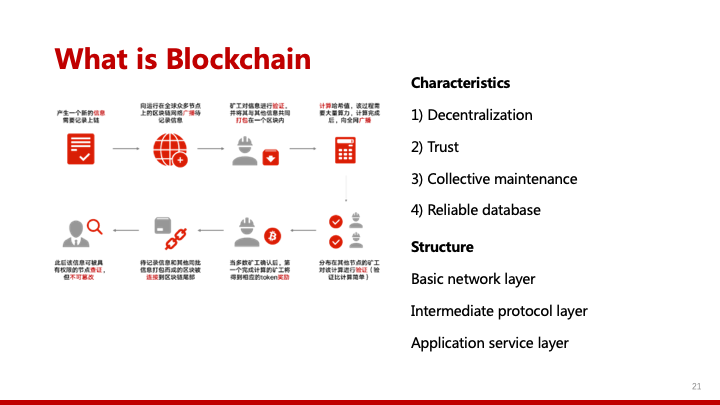 What is Blockchain
产生一个新的信息
需要记录上链
向运行在全球众多节点
上的区块链网络广播待
记录信息
矿工对信息进行验证，
并将其与其他信息共同
打包在一个区块内
计算哈希值，该过程需
要大量算力，计算完成
后，向全网广播
此后该信息可被具
有权限的节点查证，
但不可篡改
待记录信息和其他同批
信息打包而成的区块被
连接到区块链尾部
当多数矿工确认后，第
一个完成计算的矿工将
得到相应的token奖励
分布在其他节点的矿工
对该计算进行验证（验
证比计算简单）
Characteristics
1) Decentralization
2) Trust
3) Collective maintenance
4) Reliable database
Structure
Basic network layer
Intermediate protocol layer
Application service layer
21